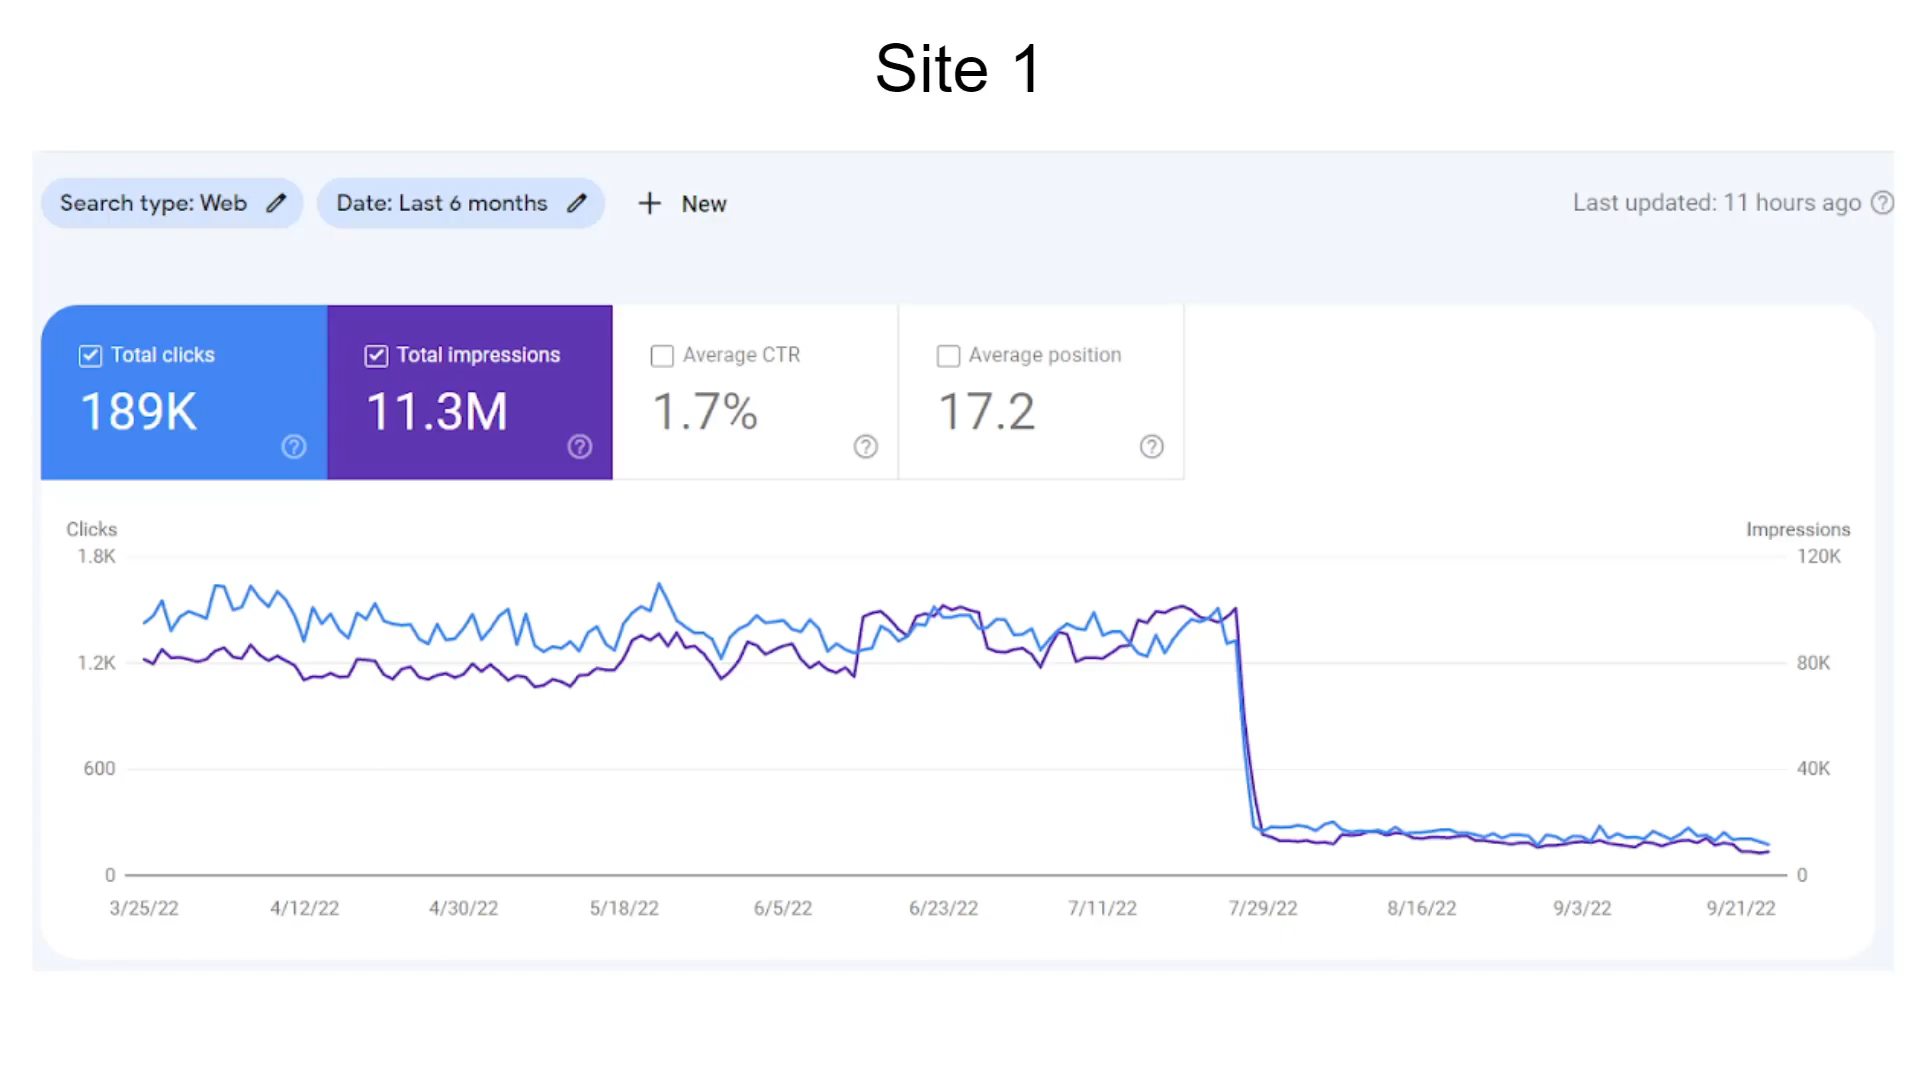 Site 1
Search type: Web
Date: Last 6 months
+ New
Last updated: 11 hours ago
Total clicks
189K
Total impressions
11.3M
Average CTR
1.7%
Average position
17.2
Clicks
Impressions
1.8K
120K
1.2K
80K
600
40K
0
0
3/25/22 4/12/22 4/30/22 5/18/22 6/5/22 6/23/22 7/11/22 7/29/22 8/16/22 9/3/22 9/21/22